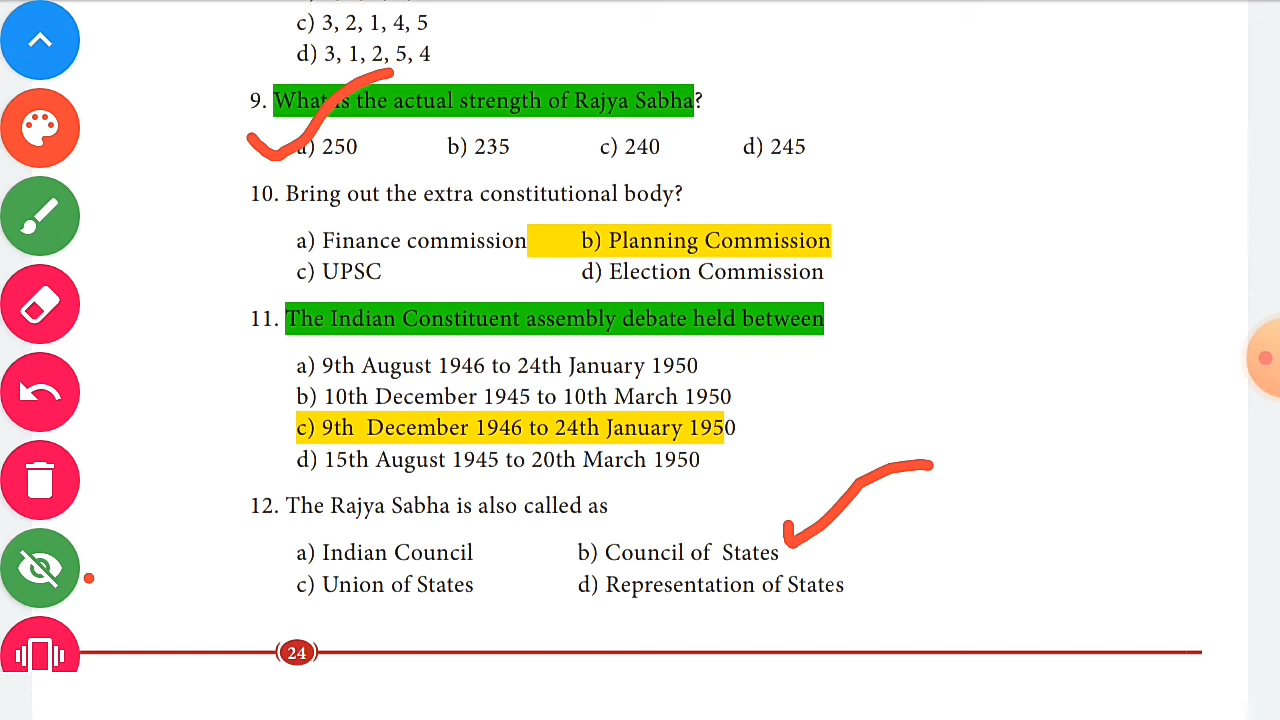 c) 3, 2, 1, 4, 5
d) 3, 1, 2, 5, 4
9. What is the actual strength of Rajya Sabha?
a) 250 b) 235 c) 240 d) 245
10. Bring out the extra constitutional body?
a) Finance commission b) Planning Commission
c) UPSC d) Election Commission
11. The Indian Constituent assembly debate held between
a) 9th August 1946 to 24th January 1950
b) 10th December 1945 to 10th March 1950
c) 9th December 1946 to 24th January 1950
d) 15th August 1945 to 20th March 1950
12. The Rajya Sabha is also called as
a) Indian Council b) Council of States
c) Union of States d) Representation of States
24